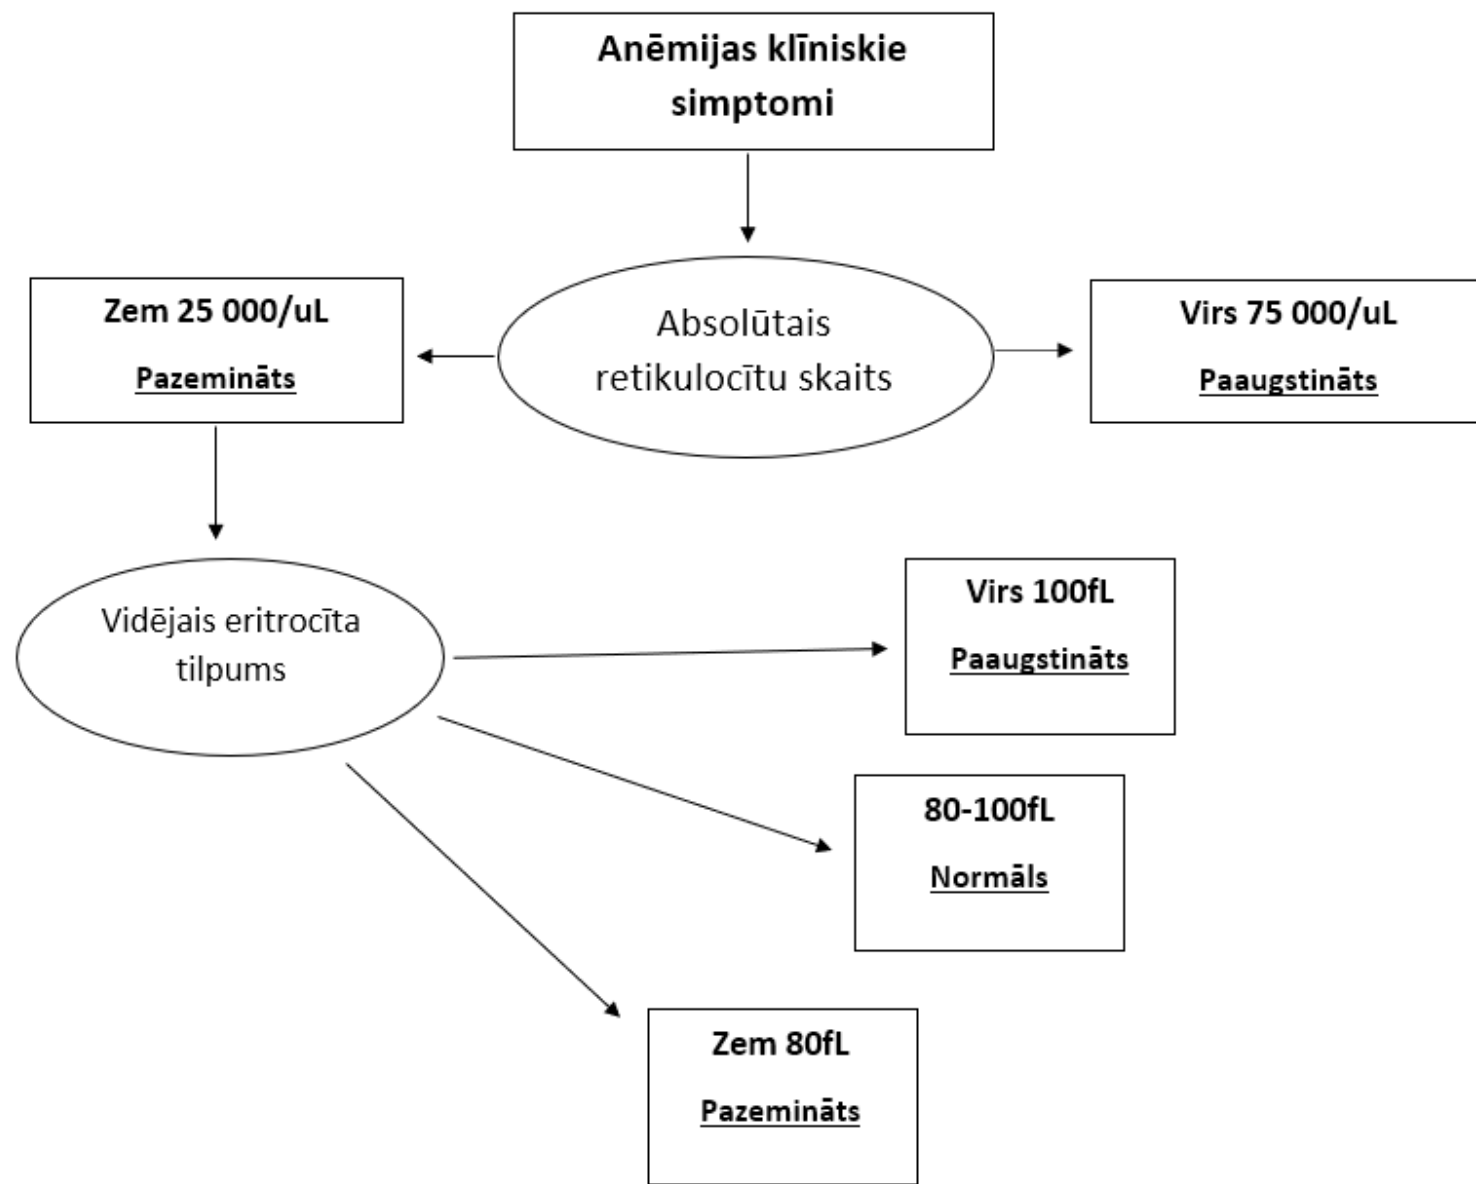 Anēmijas klīniskie
simptomi
Zem 25 000/uL
Pazemināts
Absolūtais
retikulocītu skaits
Virs 75 000/uL
Paaugstināts
Vidējais eritrocīta
tilpums
Virs 100fL
Paaugstināts
80-100fL
Normāls
Zem 80fL
Pazemināts